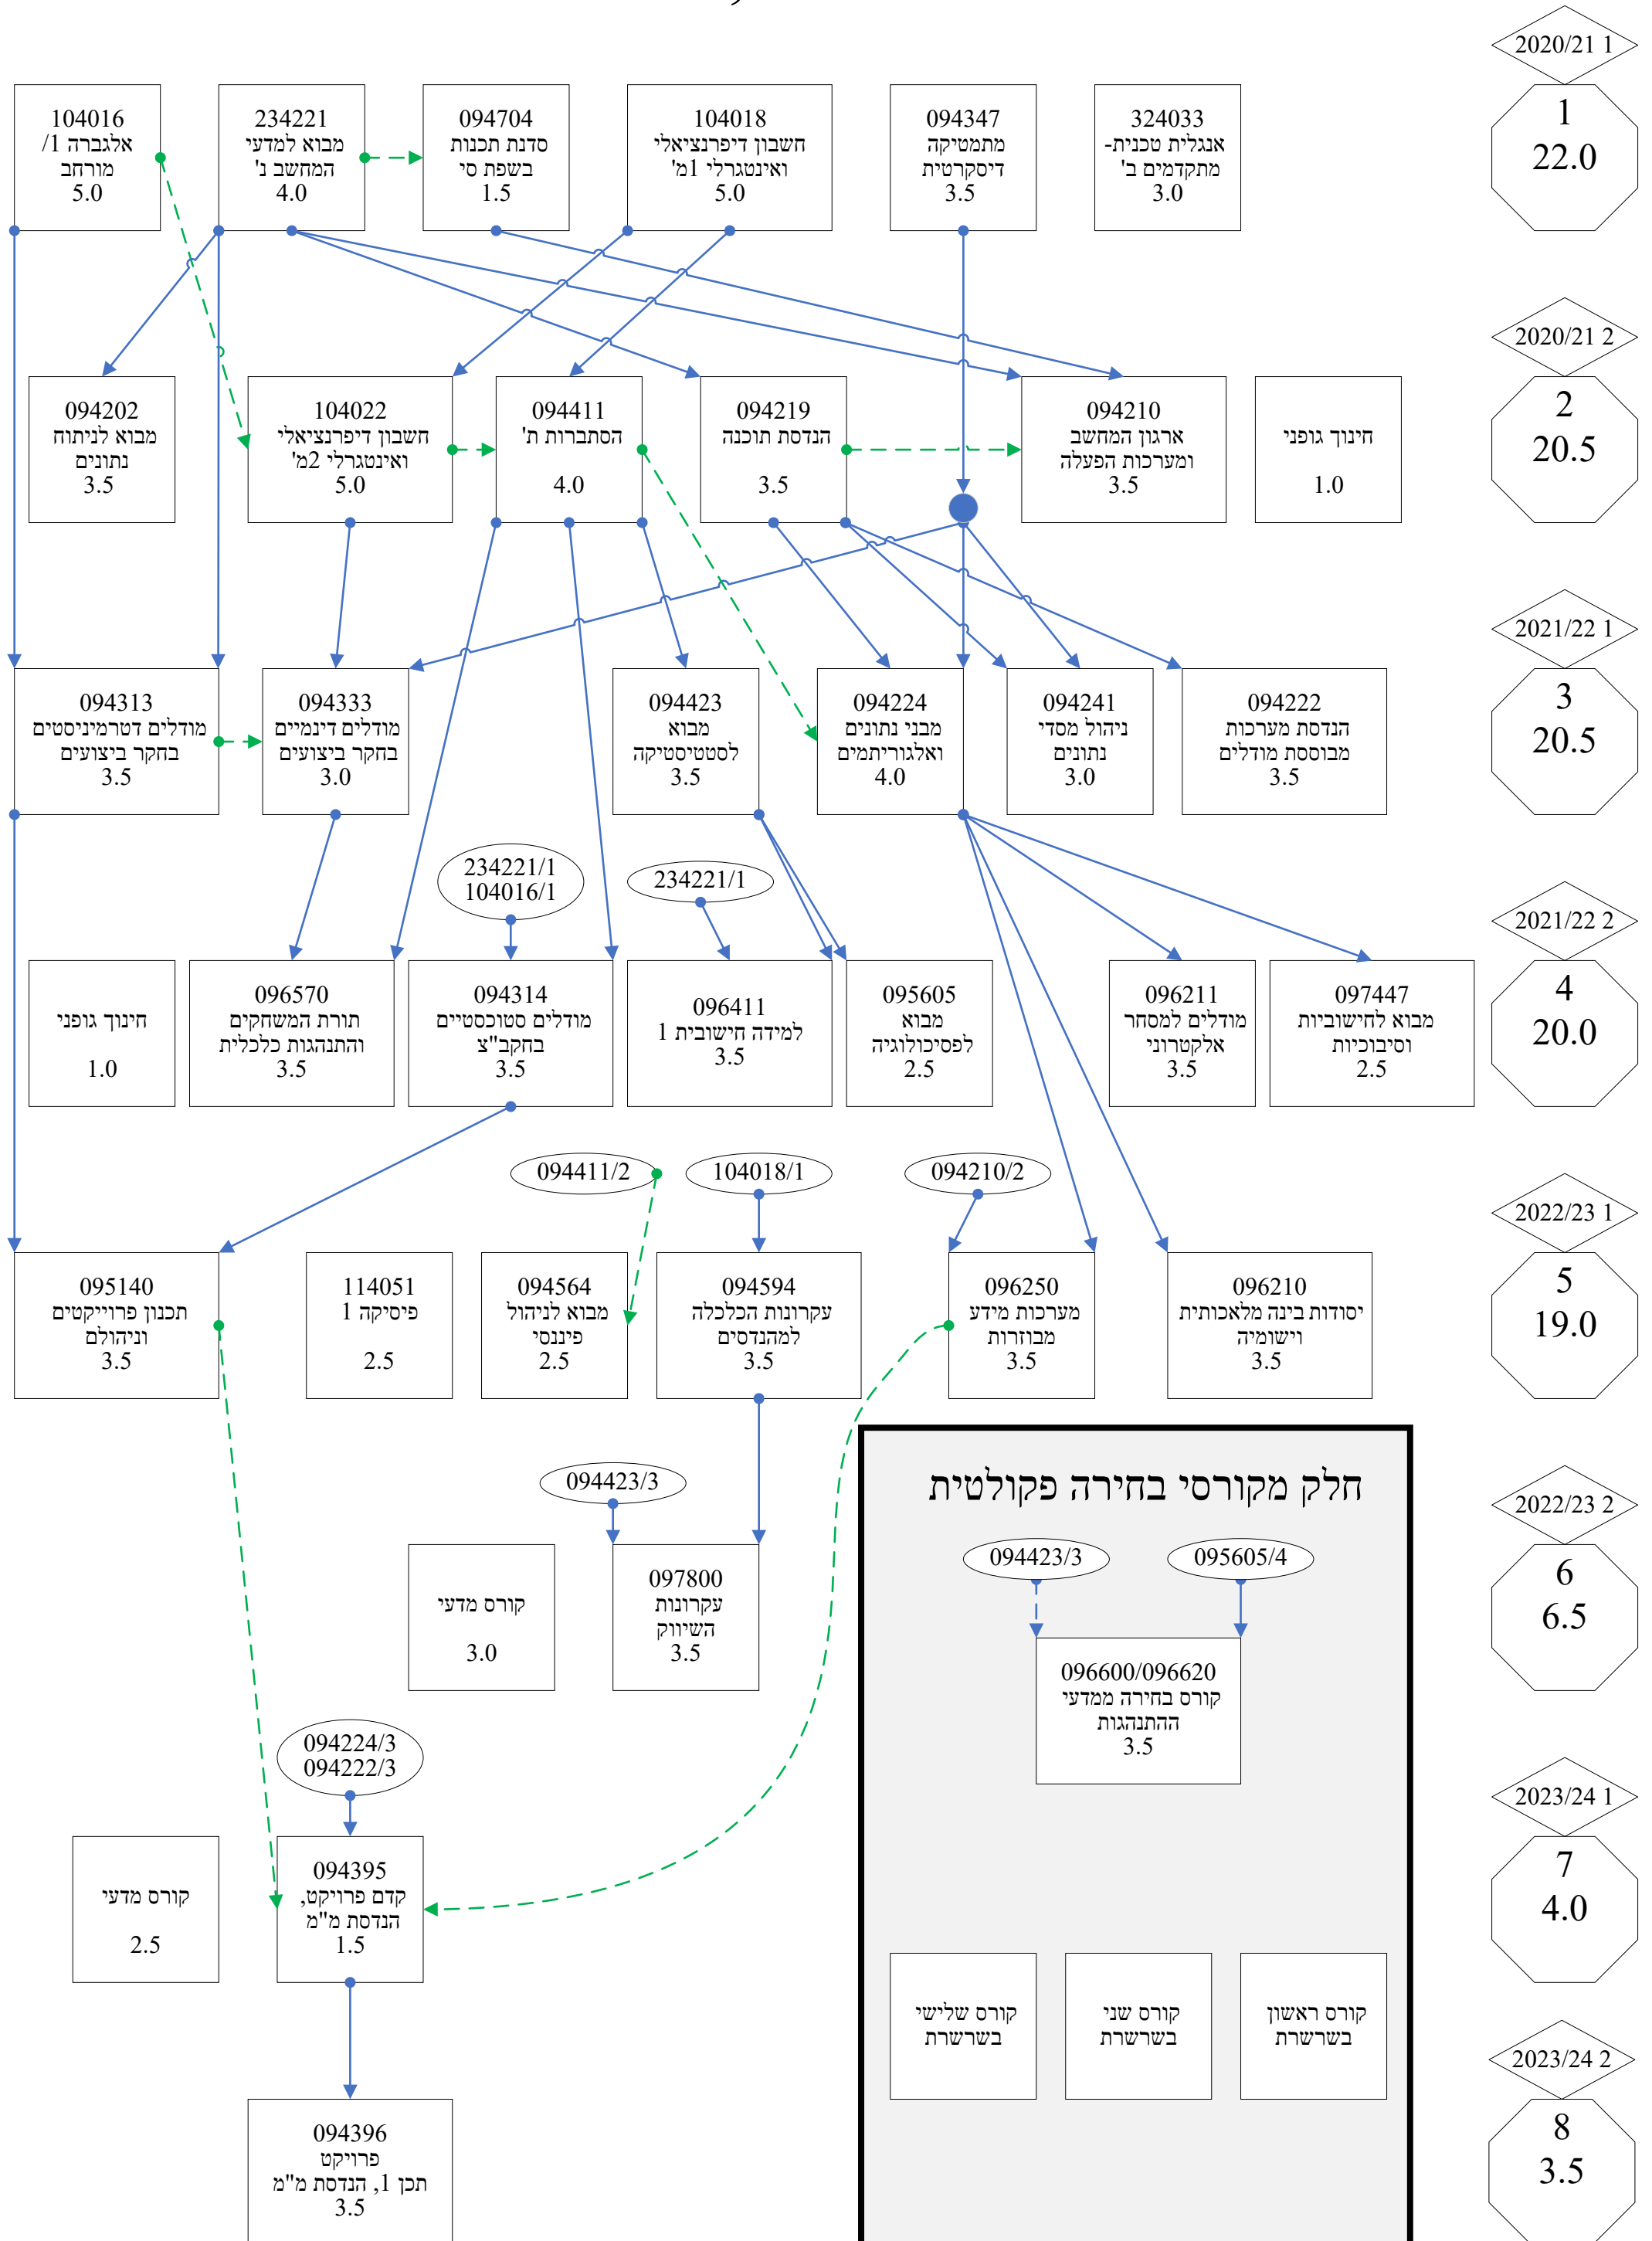 2020/21 1
1
22.0
104016
אלגברה 1/
מורחב
5.0
234221
מבוא למדעי
המחשב נ'
4.0
094704
סדנת תכנות
בשפת סי
1.5
104018
חשבון דיפרנציאלי
ואינטגרלי 1מ'
5.0
094347
מתמטיקה
דיסקרטית
3.5
324033
אנגלית טכנית-
מתקדמים ב'
3.0
2020/21 2
2
20.5
094202
מבוא לניתוח
נתונים
3.5
104022
חשבון דיפרנציאלי
ואינטגרלי 2מ'
5.0
094411
הסתברות ת'
4.0
094219
הנדסת תוכנה
3.5
094210
ארגון המחשב
ומערכות הפעלה
3.5
חינוך גופני
1.0
2021/22 1
3
20.5
094313
מודלים דטרמיניסטים
בחקר ביצועים
3.5
094333
מודלים דינמיים
בחקר ביצועים
3.0
094423
מבוא
לסטטיסטיקה
3.5
094224
מבני נתונים
ואלגוריתמים
4.0
094241
ניהול מסדי
נתונים
3.0
094222
הנדסת מערכות
מבוססת מודלים
3.5
234221/1
104016/1
234221/1
2021/22 2
4
20.0
חינוך גופני
1.0
096570
תורת המשחקים
והתנהגות כלכלית
3.5
094314
מודלים סטוכסטיים
בחקב"צ
3.5
096411
למידה חישובית 1
3.5
095605
מבוא
לפסיכולוגיה
2.5
096211
מודלים למסחר
אלקטרוני
3.5
097447
מבוא לחישוביות
וסיבוכיות
2.5
094411/2
104018/1
094210/2
2022/23 1
5
19.0
095140
תכנון פרוייקטים
וניהולם
3.5
114051
פיסיקה 1
2.5
094564
מבוא לניהול
פיננסי
2.5
094594
עקרונות הכלכלה
למהנדסים
3.5
096250
מערכות מידע
מבוזרות
3.5
096210
יסודות בינה מלאכותית
וישומיה
3.5
094423/3
2022/23 2
6
6.5
קורס מדעי
3.0
097800
עקרונות
השיווק
3.5
חלק מקורסי בחירה פקולטית
094423/3
095605/4
096600/096620
קורס בחירה ממדעי
ההתנהגות
3.5
094224/3
094222/3
2023/24 1
7
4.0
קורס מדעי
2.5
094395
קדם פרויקט,
הנדסת מ"מ
1.5
קורס ראשון
בשרשרת
קורס שני
בשרשרת
קורס שלישי
בשרשרת
2023/24 2
8
3.5
094396
פרויקט
תכן 1, הנדסת מ"מ
3.5